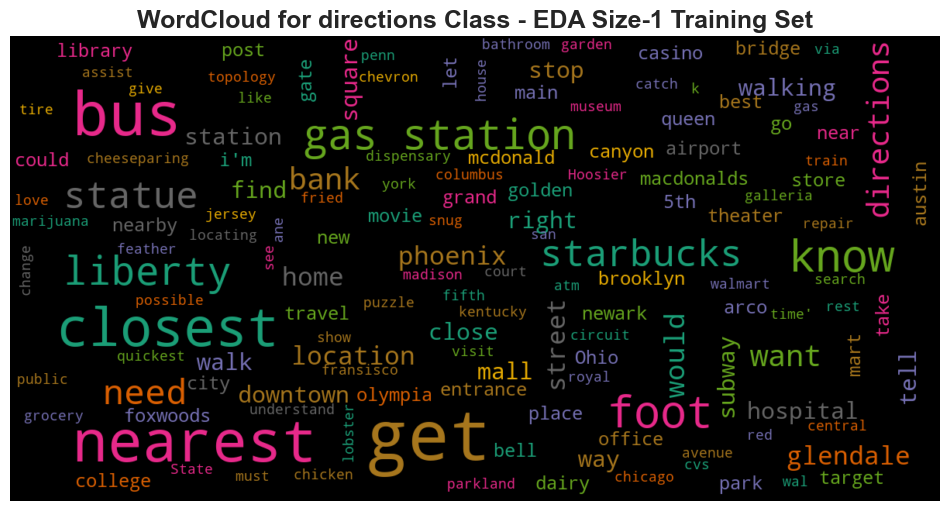 WordCloud for directions Class - EDA Size-1 Training Set
library
post
gate
square
penn
chevron
bathroom
garden
let
house
casino
bridge
via
directions
assist
give
topology
like
stop
main
catch
k
walking
tire
bus
museum
best
gas
queen
go
near
station
gas station
could
cheeseparing
i'm
dispensary
mcdonald
canyon
airport
train
love
statue
find
bank
fried
york
columbus
Hoosier
macdonalds
store
grand
golden
5th
galleria
austin
marijuana
nearby
jersey
movie
snug
right
theater
repair
locating
see
ane
new
san
feather
change
liberty
home
phoenix
madison
court
starbucks
know
brooklyn
walmart
search
atm
possible
puzzle
fifth
kentucky
travel
newark
arco
time'
rest
take
closest
show
close
visit
street
circuit
would
subway
quickest
walk
location
fransisco
mall
Ohio
royal
want
mart
tell
public
city
need
downtown
olympia
entrance
grocery
foxwoods
understand
lobster
place
foot
hospital
central
nearest
get
bell
office
red
way
avenue
cvs
glendale
State
college
must
chicken
parkland
dairy
chicago
park
wal
target